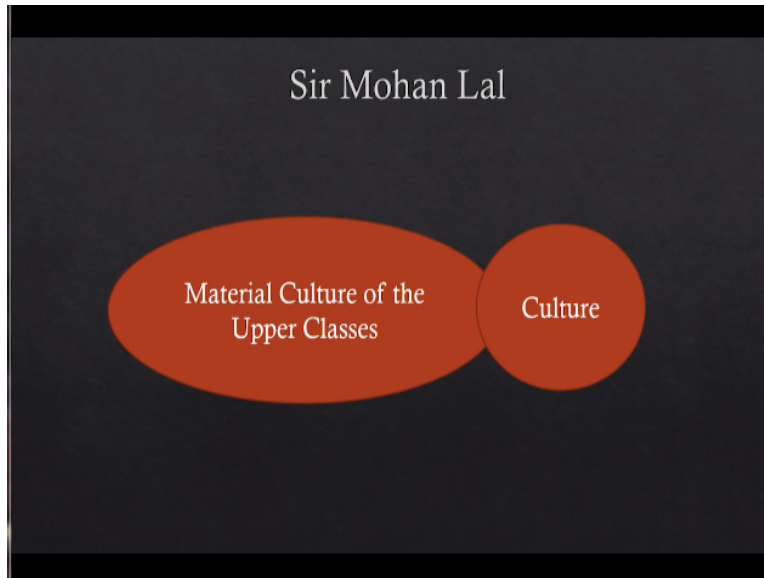 Sir Mohan Lal
Material Culture of the
Upper Classes
Culture